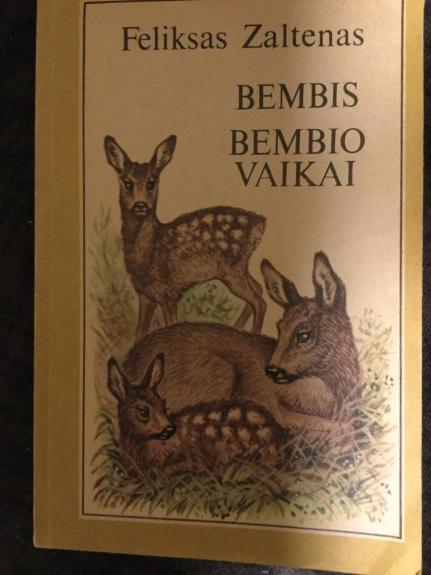 Feliksas Zaltenas
BEMBIS
BEMBIO
VAIKAI